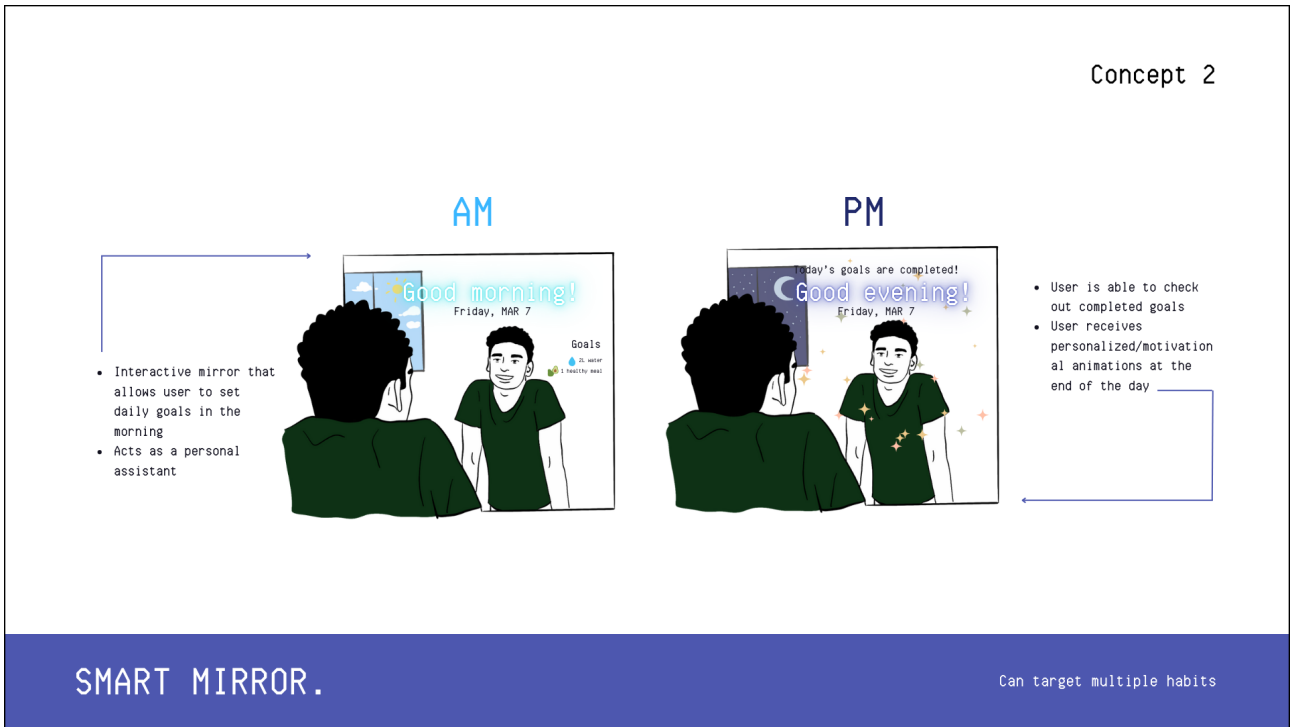 Concept 2
AM
PM
Good morning!
Friday, MAR 7
Goals
2L water
1 healthy meal
Today's goals are completed!
Good evening!
Friday, MAR 7
• Interactive mirror that
allows user to set
daily goals in the
morning
• Acts as a personal
assistant
• User is able to check
out completed goals
• User receives
personalized/motivation
al animations at the
end of the day
SMART MIRROR.
Can target multiple habits